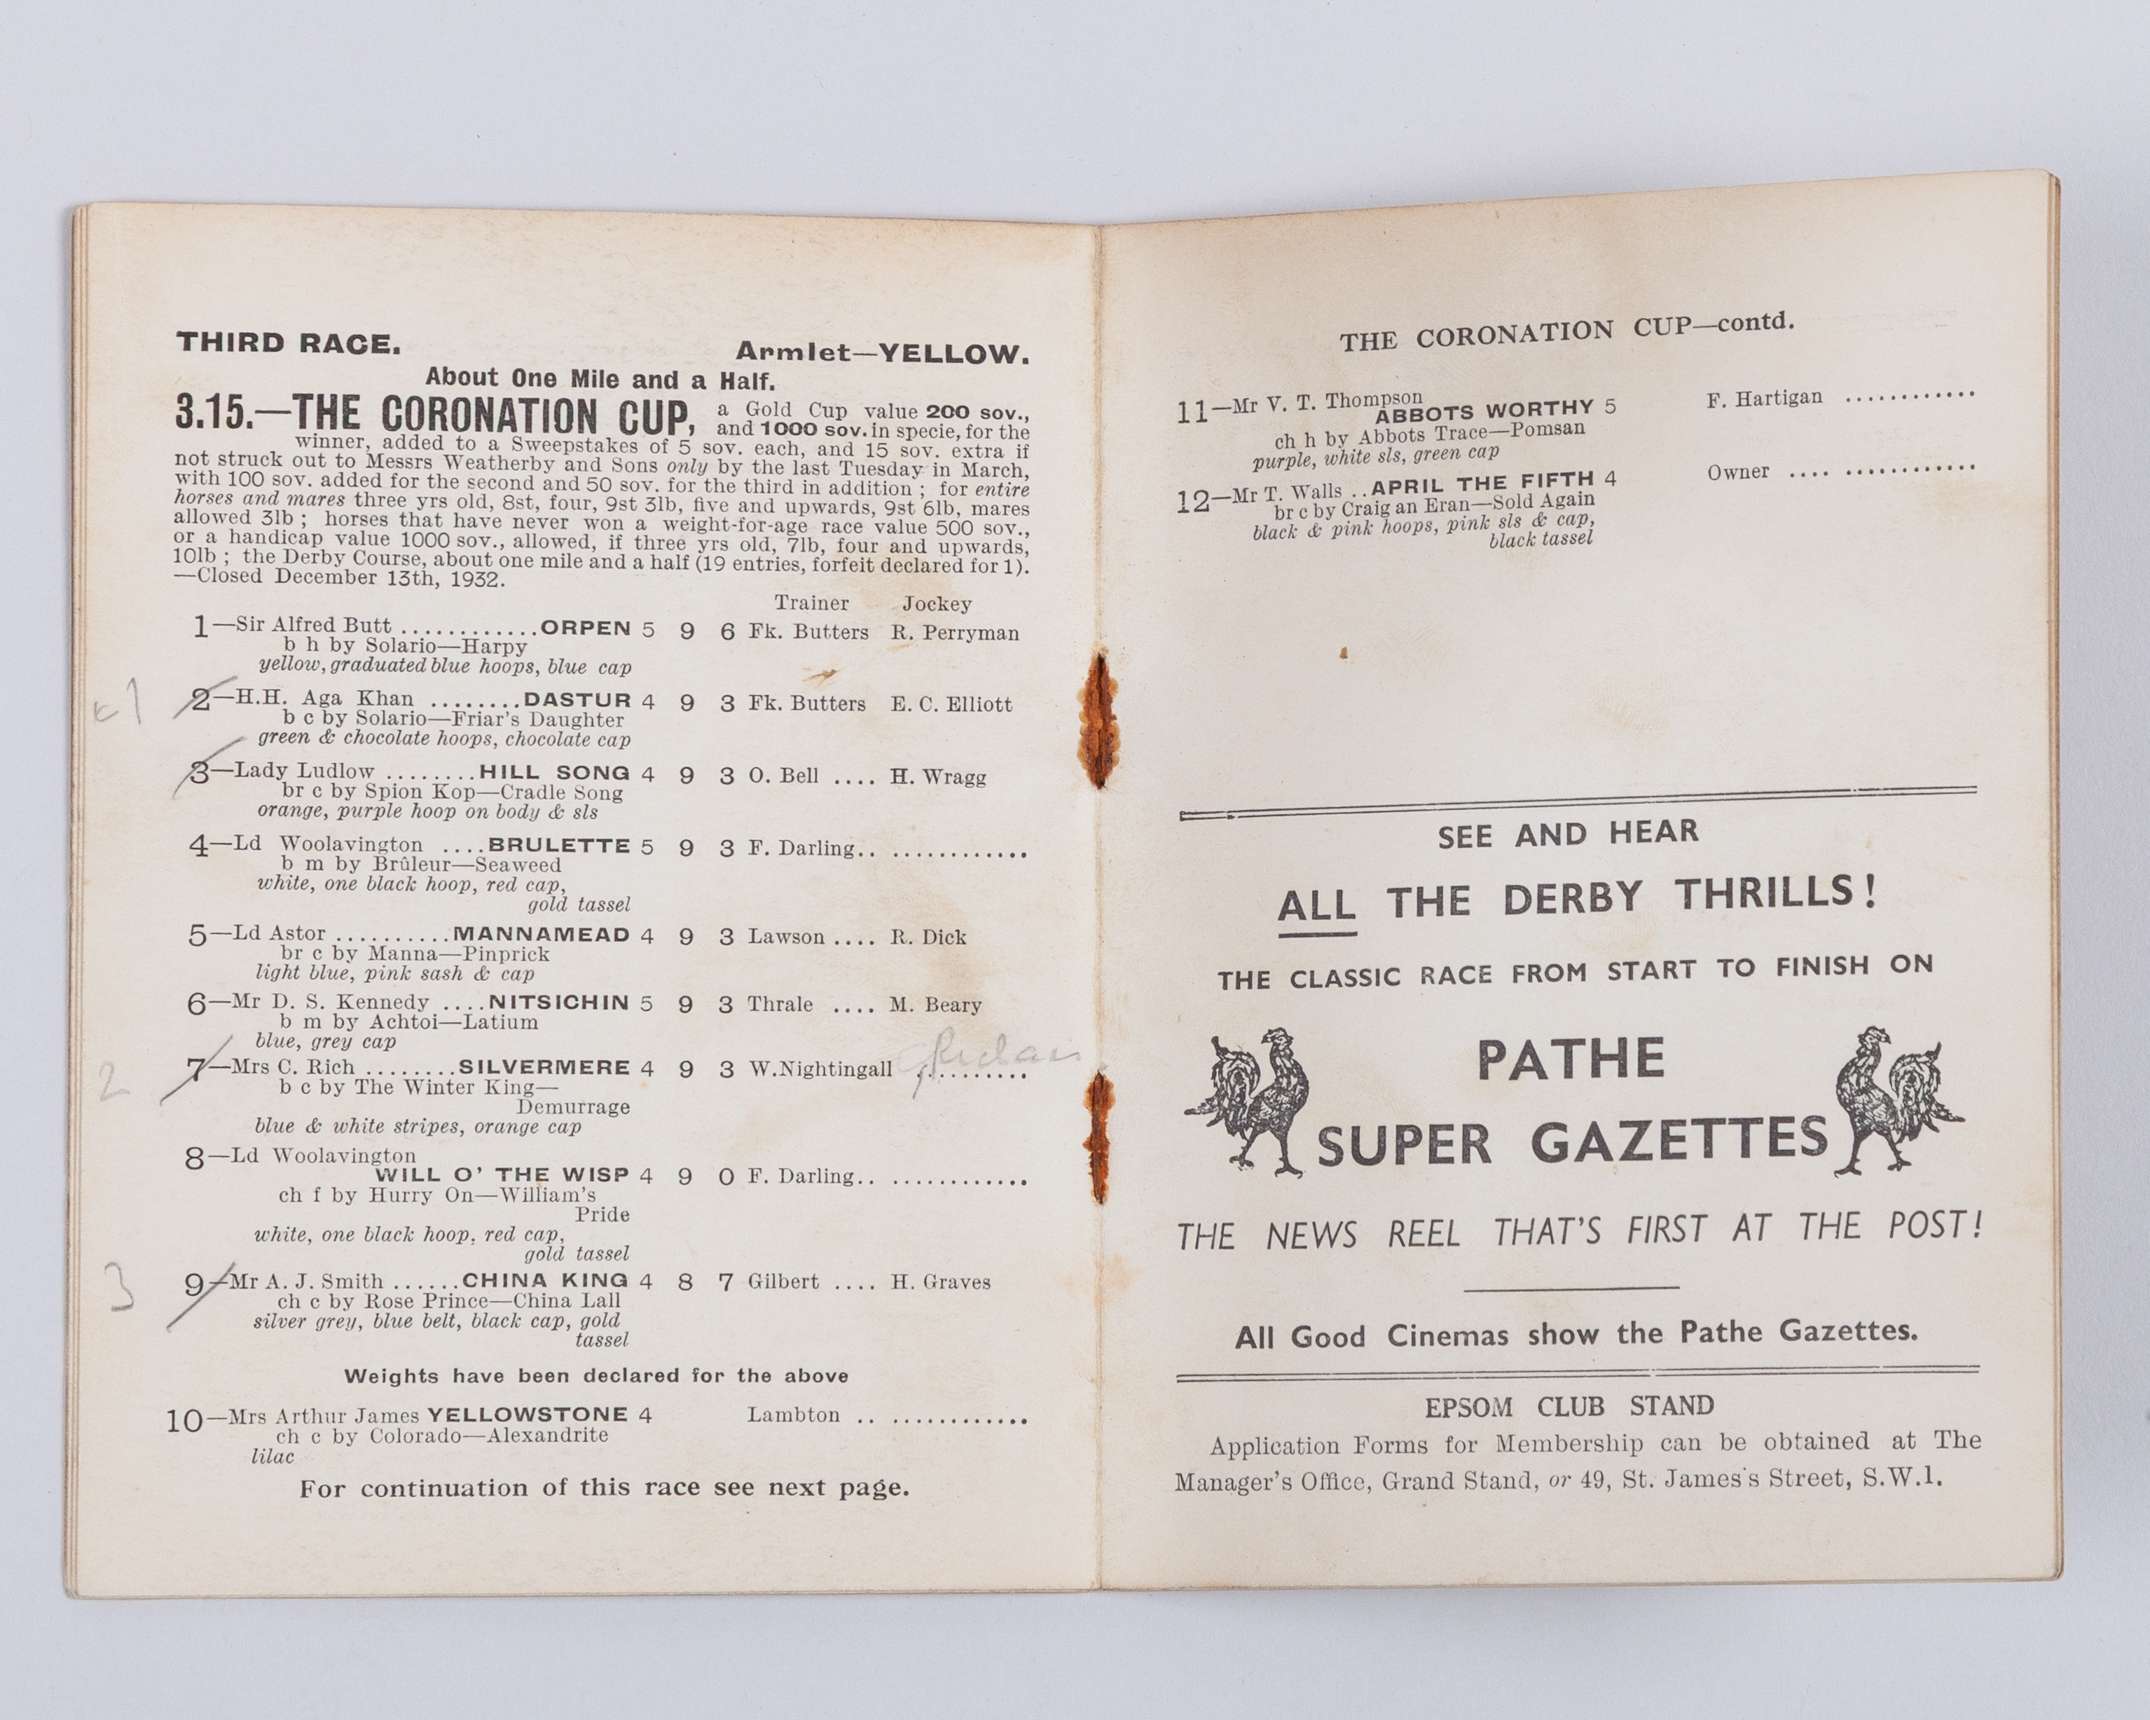 THIRD RACE. Armlet—YELLOW.
About One Mile and a Half.
3.15.—THE CORONATION CUP, a Gold Cup value 200 sov.,
and 1000 sov. in specie, for the
winner, added to a Sweepstakes of 5 sov. each, and 15 sov. extra if
not struck out to Messrs Weatherby and Sons only by the last Tuesday in March,
with 100 sov. added for the second and 50 sov. for the third in addition ; for entire
horses and mares three yrs old, 8st, four, 9st 3lb, five and upwards, 9st 6lb, mares
allowed 3lb ; horses that have never won a weight-for-age race value 500 sov.,
or a handicap value 1000 sov., allowed, if three yrs old, 7lb, four and upwards,
10lb ; the Derby Course, about one mile and a half (19 entries, forfeit declared for 1).
—Closed December 13th, 1932.
Trainer Jockey
1—Sir Alfred Butt ............ORPEN 5 9 6 Fk. Butters R. Perryman
b h by Solario—Harpy
yellow, graduated blue hoops, blue cap
1 2—H.H. Aga Khan ........DASTUR 4 9 3 Fk. Butters E. C. Elliott
b c by Solario—Friar's Daughter
green & chocolate hoops, chocolate cap
3—Lady Ludlow ........HILL SONG 4 9 3 O. Bell .... H. Wragg
br c by Spion Kop—Cradle Song
orange, purple hoop on body & sls
4—Ld Woolavington ....BRULETTE 5 9 3 F. Darling.. ............
b m by Brûleur—Seaweed
white, one black hoop, red cap,
gold tassel
5—Ld Astor ..........MANNAMEAD 4 9 3 Lawson .... R. Dick
br c by Manna—Pinprick
light blue, pink sash & cap
6—Mr D. S. Kennedy ....NITSICHIN 5 9 3 Thrale .... M. Beary
b m by Achtoi—Latium
blue, grey cap
2 7—Mrs C. Rich ........SILVERMERE 4 9 3 W.Nightingall ..........
b c by The Winter King—
Demurrage
blue & white stripes, orange cap
8—Ld Woolavington
WILL O' THE WISP 4 9 0 F. Darling.. ............
ch f by Hurry On—William's
Pride
white, one black hoop, red cap,
gold tassel
3 9—Mr A. J. Smith ......CHINA KING 4 8 7 Gilbert .... H. Graves
ch c by Rose Prince—China Lall
silver grey, blue belt, black cap, gold
tassel
Weights have been declared for the above
10—Mrs Arthur James YELLOWSTONE 4 Lambton .. ............
ch c by Colorado—Alexandrite
lilac
For continuation of this race see next page.
THE CORONATION CUP—contd.
11—Mr V. T. Thompson
ABBOTS WORTHY 5 F. Hartigan ............
ch h by Abbots Trace—Pomsan
purple, white sls, green cap
12—Mr T. Walls ..APRIL THE FIFTH 4 Owner .... ............
br c by Craig an Eran—Sold Again
black & pink hoops, pink sls & cap,
black tassel
SEE AND HEAR
ALL THE DERBY THRILLS!
THE CLASSIC RACE FROM START TO FINISH ON
PATHE
SUPER GAZETTES
THE NEWS REEL THAT'S FIRST AT THE POST!
All Good Cinemas show the Pathe Gazettes.
EPSOM CLUB STAND
Application Forms for Membership can be obtained at The
Manager's Office, Grand Stand, or 49, St. James's Street, S.W.1.